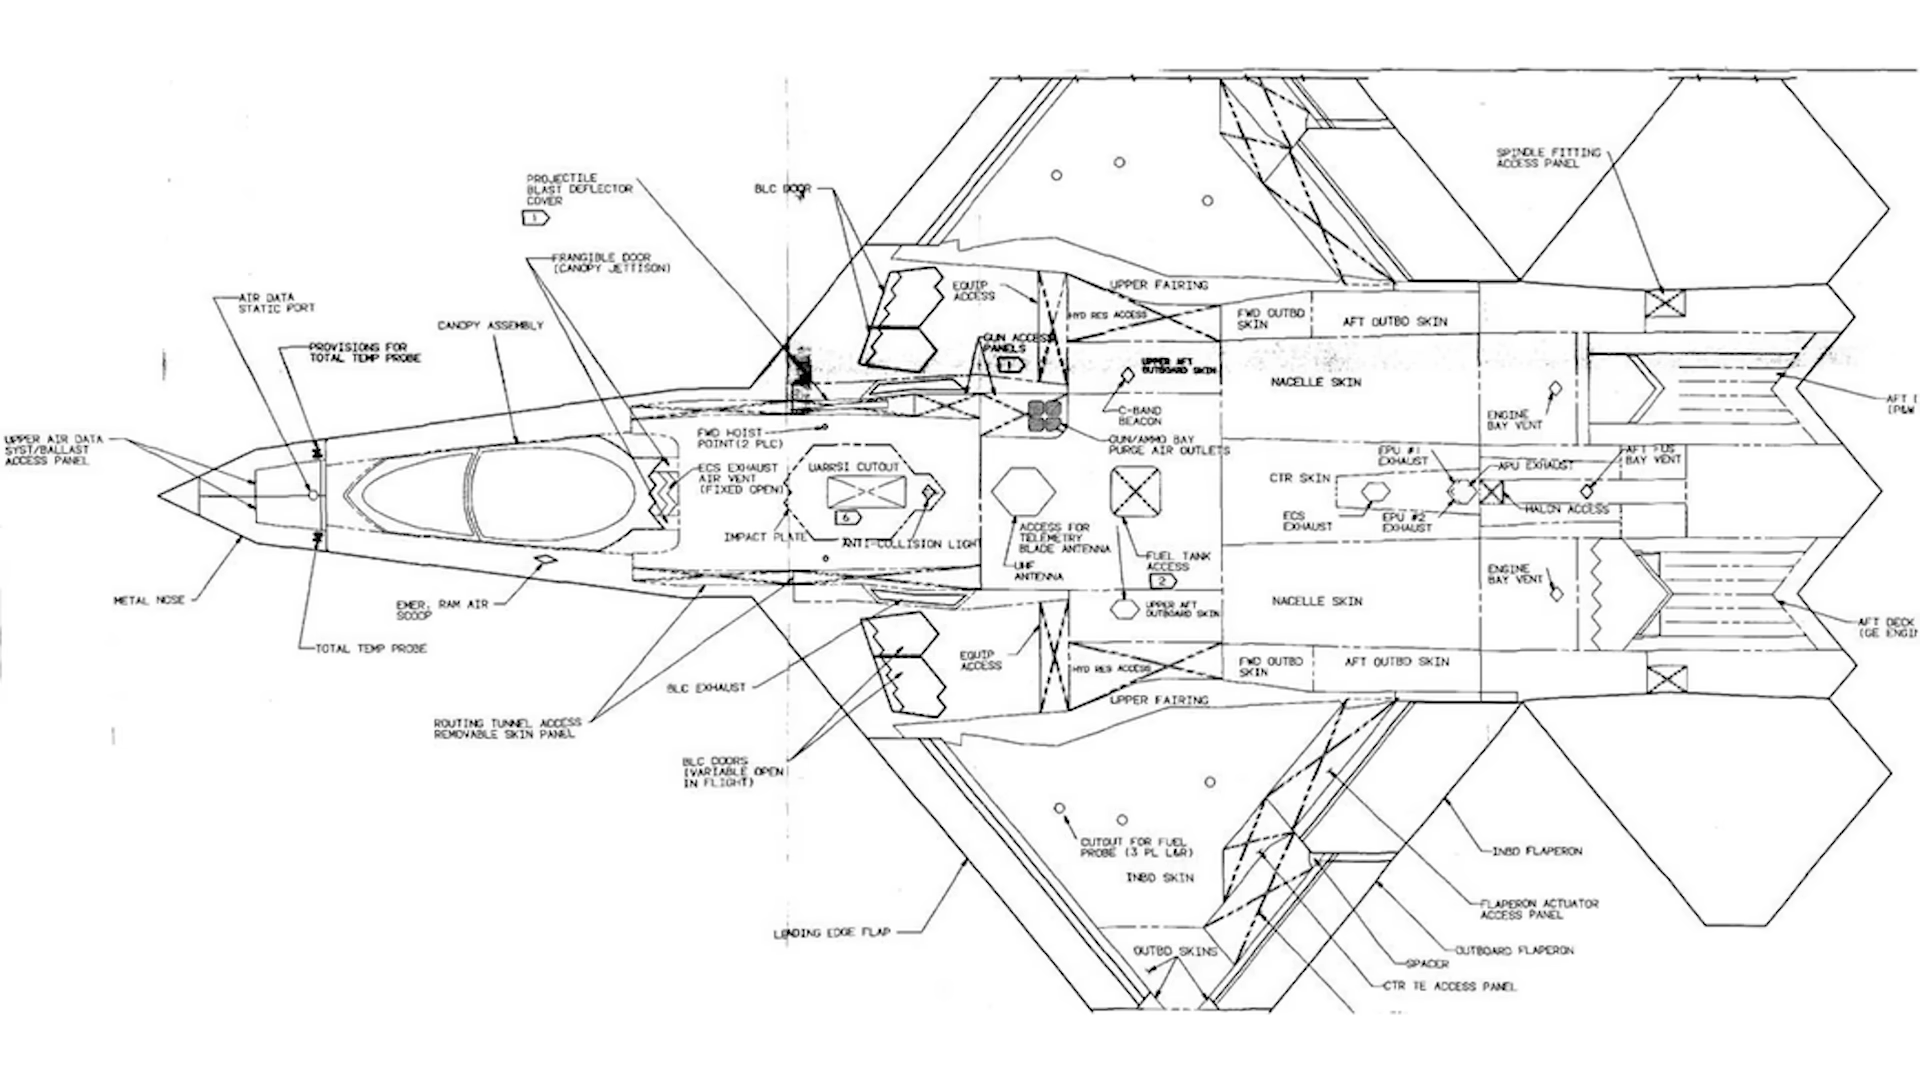 SPINDLE FITTING
ACCESS PANEL
PROJECTILE
BLAST DEFLECTOR
COVER
1
BLC DOOR
FRANGIBLE DOOR
(CANOPY JETTISON)
AIR DATA
STATIC PORT
CANOPY ASSEMBLY
PROVISIONS FOR
TOTAL TEMP PROBE
UPPER AIR DATA
SYST/BALLAST
ACCESS PANEL
EQUIP
ACCESS
UPPER FAIRING
HYD RES ACCESS
FWD OUTBD
SKIN
AFT OUTBD SKIN
GUN ACCESS
PANELS
1
UPPER AFT
OUTBOARD SKIN
NACELLE SKIN
C-BAND
BEACON
ENGINE
BAY VENT
AFT
(P&W
FWD HOIST
POINT(2 PLC)
GUN/AMMO BAY
PURGE AIR OUTLETS
EPU #1
EXHAUST
APU EXHAUST
AFT FUS
BAY VENT
ECS EXHAUST
AIR VENT
(FIXED OPEN)
UARRSI CUTOUT
6
CTR SKIN
ECS
EXHAUST
EPU #2
EXHAUST
HALON ACCESS
IMPACT PLATE
ANTI-COLLISION LIGHT
ACCESS FOR
TELEMETRY
BLADE ANTENNA
UHF
ANTENNA
FUEL TANK
ACCESS
2
METAL NOSE
EMER. RAM AIR
SCOOP
TOTAL TEMP PROBE
UPPER AFT
OUTBOARD SKIN
NACELLE SKIN
ENGINE
BAY VENT
AFT DECK
(GE ENGIN
EQUIP
ACCESS
HYD RES ACCESS
FWD OUTBD
SKIN
AFT OUTBD SKIN
BLC EXHAUST
UPPER FAIRING
ROUTING TUNNEL ACCESS
REMOVABLE SKIN PANEL
BLC DOORS
(VARIABLE OPEN
IN FLIGHT)
CUTOUT FOR FUEL
PROBE (3 PL L&R)
INBD SKIN
INBD FLAPERON
FLAPERON ACTUATOR
ACCESS PANEL
LEADING EDGE FLAP
OUTBD SKINS
OUTBOARD FLAPERON
SPACER
CTR TE ACCESS PANEL